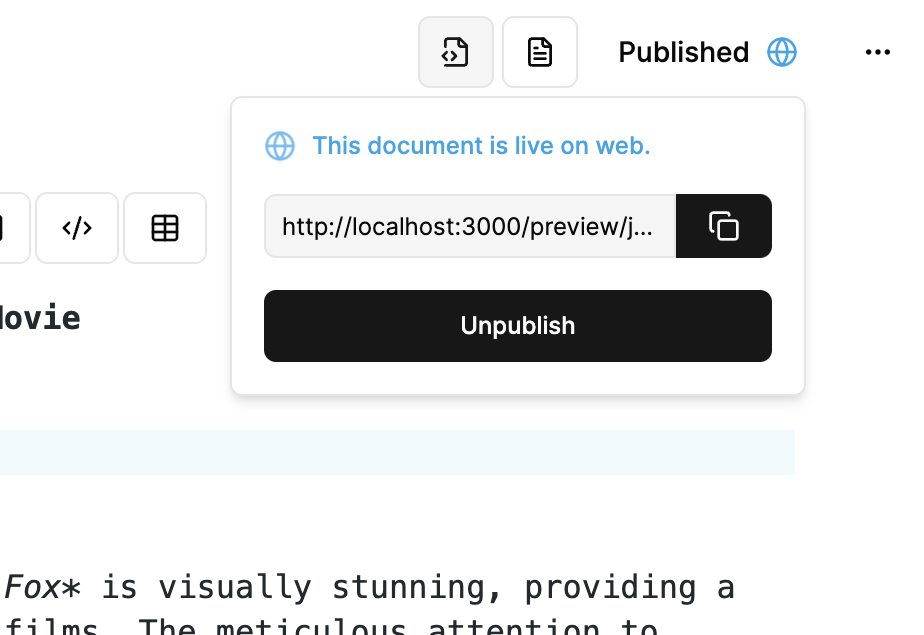 Published
This document is live on web.
http://localhost:3000/preview/j...
Unpublish
ovie
Fox* is visually stunning, providing a
films. The meticulous attention to